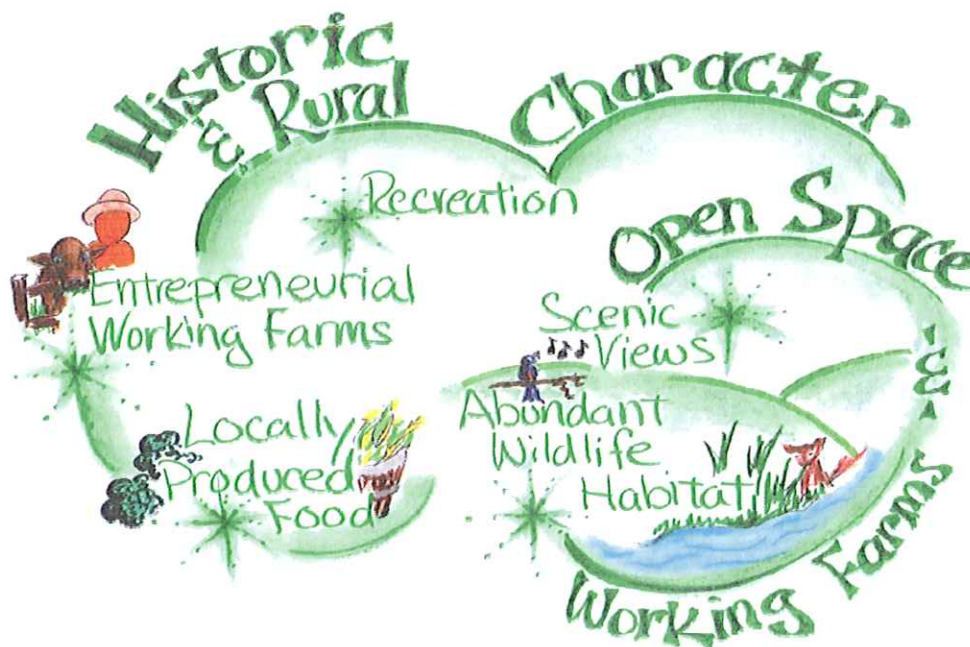 Historic
& Rural
Character
Recreation
Entrepreneurial
Working Farms
Locally
Produced
Food
Open Space
&
Working Farms
Scenic
Views
Abundant
Wildlife
Habitat